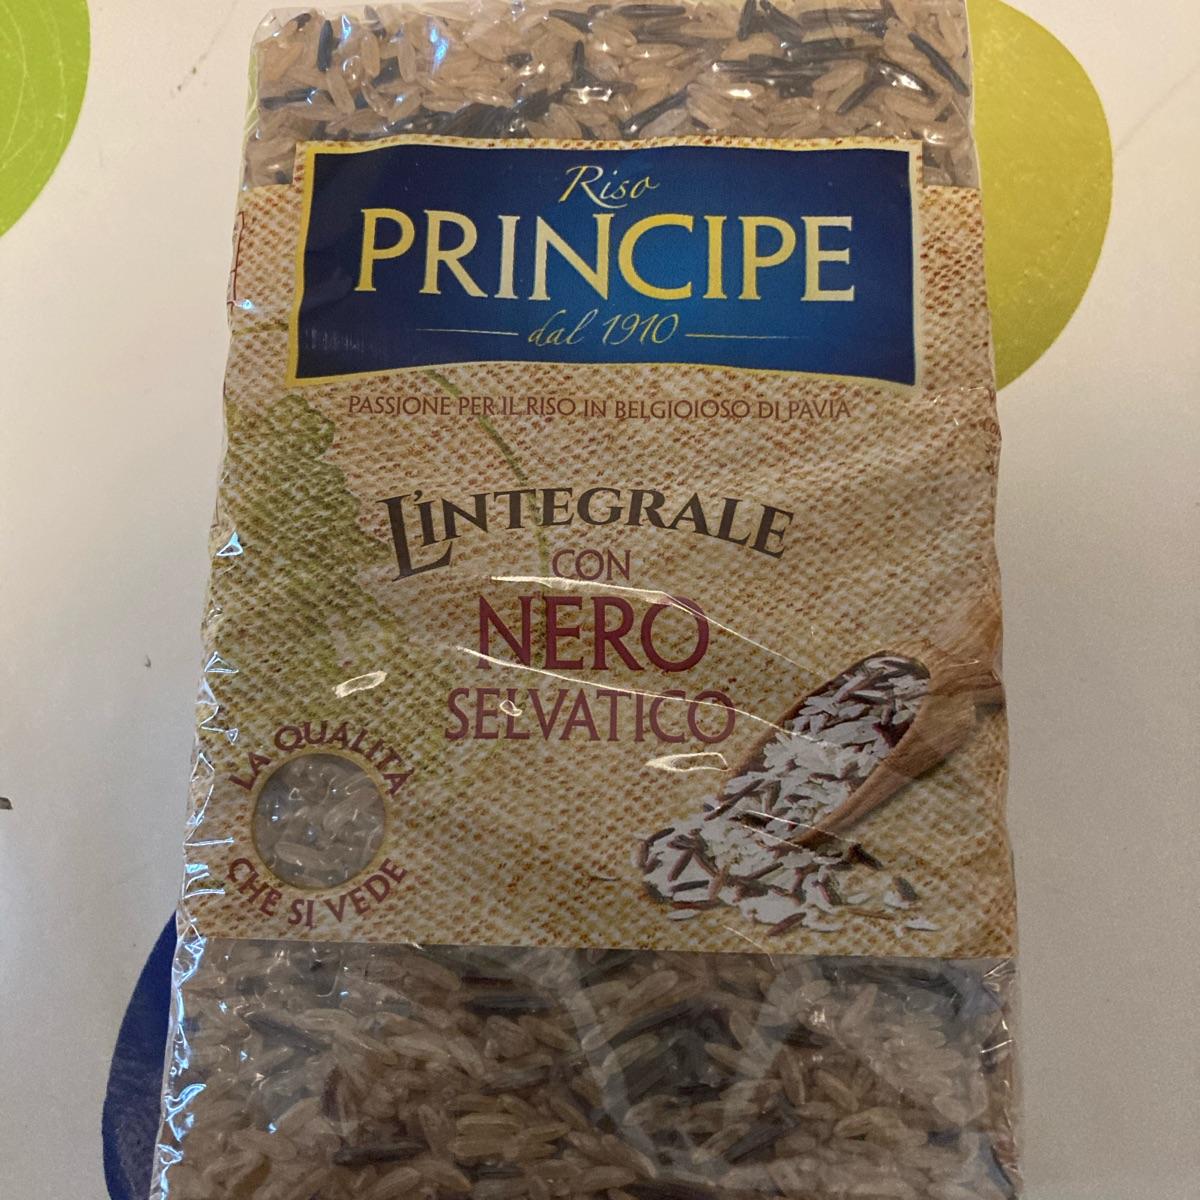 Riso
PRINCIPE
dal 1910
PASSIONE PER IL RISO IN BELGIOIOSO DI PAVIA
L'INTEGRALE
CON
NERO
SELVATICO
LA QUALITÀ
CHE SI VEDE